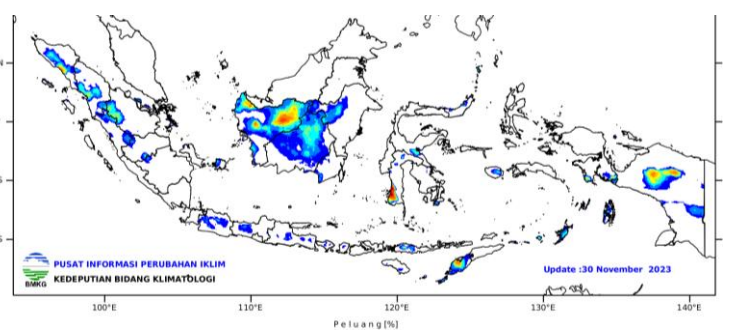 PUSAT INFORMASI PERUBAHAN IKLIM
KEDEPUTIAN BIDANG KLIMATOLOGI
BMKG
Update :30 November 2023
100°E 110°E 120°E 130°E 140°E
Peluang[%]